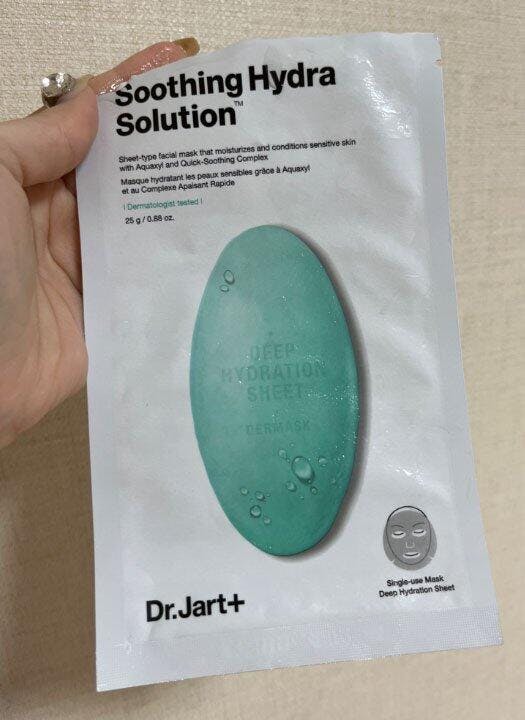 Soothing Hydra
Solution™
Sheet-type facial mask that moisturizes and conditions sensitive skin
with Aquaxyl and Quick-Soothing Complex
Masque hydratant les peaux sensibles grâce à Aquaxyl
et au Complexe Apaisant Rapide
| Dermatologist tested |
25 g / 0.88 oz.
DEEP
HYDRATION
SHEET
DERMASK
Single-use Mask
Deep Hydration Sheet
Dr.Jart+